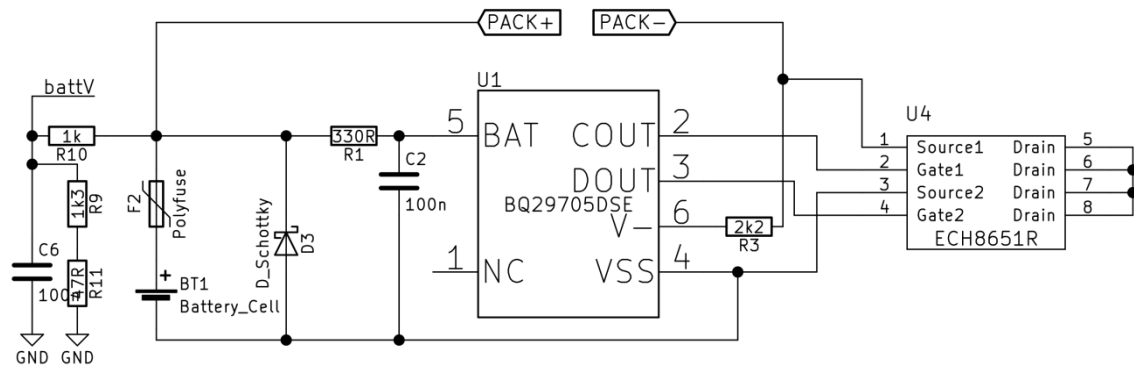 PACK+
PACK-
battV
1k
R10
1k3
R9
C6
100n
47R
R11
GND
GND
F2
Polyfuse
BT1
Battery_Cell
D_Schottky
D3
330R
R1
C2
100n
U1
5 BAT
COUT 2
DOUT 3
BQ29705DSE
V- 6
1 NC
VSS 4
2k2
R3
U4
1 Source1 Drain 5
2 Gate1 Drain 6
3 Source2 Drain 7
4 Gate2 Drain 8
ECH8651R